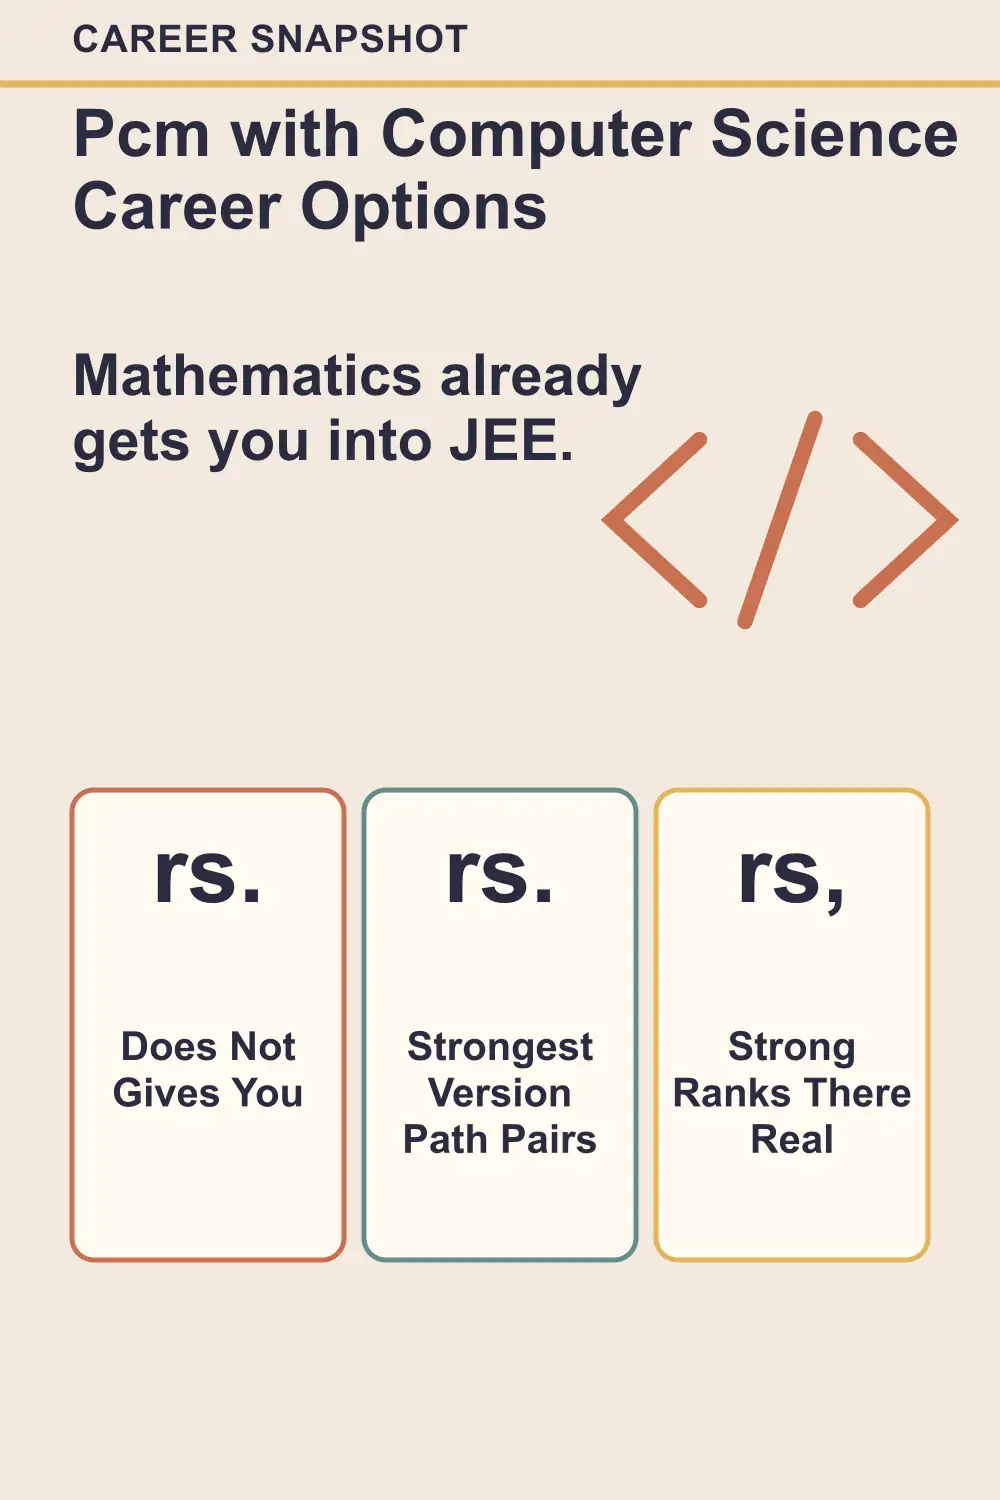 CAREER SNAPSHOT
Pcm with Computer Science
Career Options
Mathematics already
gets you into JEE.
</>
rs.
Does Not
Gives You
rs.
Strongest
Version
Path Pairs
rs,
Strong
Ranks There
Real